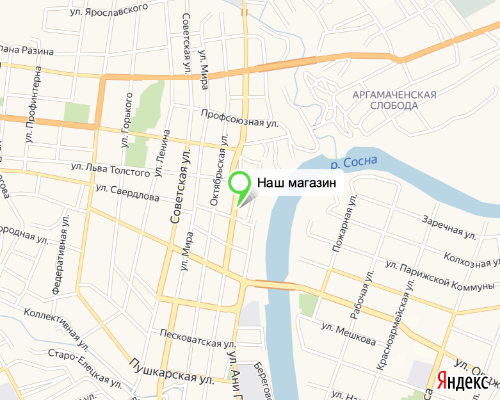 ул. Ярославского
Советская ул.
ул. Мира
Разина
ул. Профинтерна
ул. Горького
Профсоюзная ул.
АРГАМАЧЕНСКАЯ
СЛОБОДА
ул. Ленина
Октябрьская ул.
р. Сосна
ул. Льва Толстого
ул. Свердлова
Советская ул.
Наш магазин
Пожарная ул.
Заречная ул.
ул. Мира
Федеративная ул.
Колхозная ул.
ул. Парижской Коммуны
Рабочая ул.
Красноармейская ул.
Коллективная ул.
Песковатская ул.
ул. Мешкова
Старо-Елецкая ул.
Пушкарская ул.
ул. Ани
Яндекс